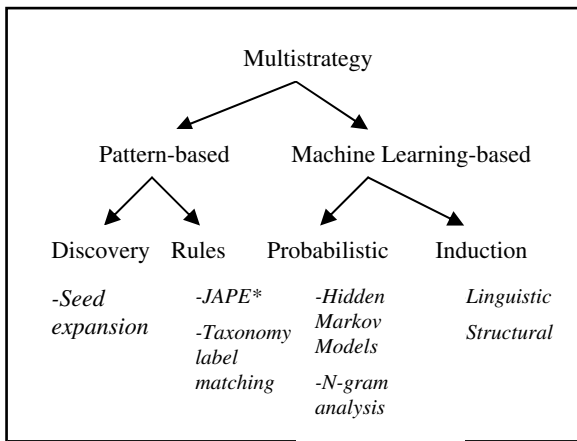 Multistrategy
Pattern-based Machine Learning-based
Discovery Rules Probabilistic Induction
-Seed
expansion
-JAPE*
-Taxonomy
label
matching
-Hidden
Markov
Models
-N-gram
analysis
Linguistic
Structural